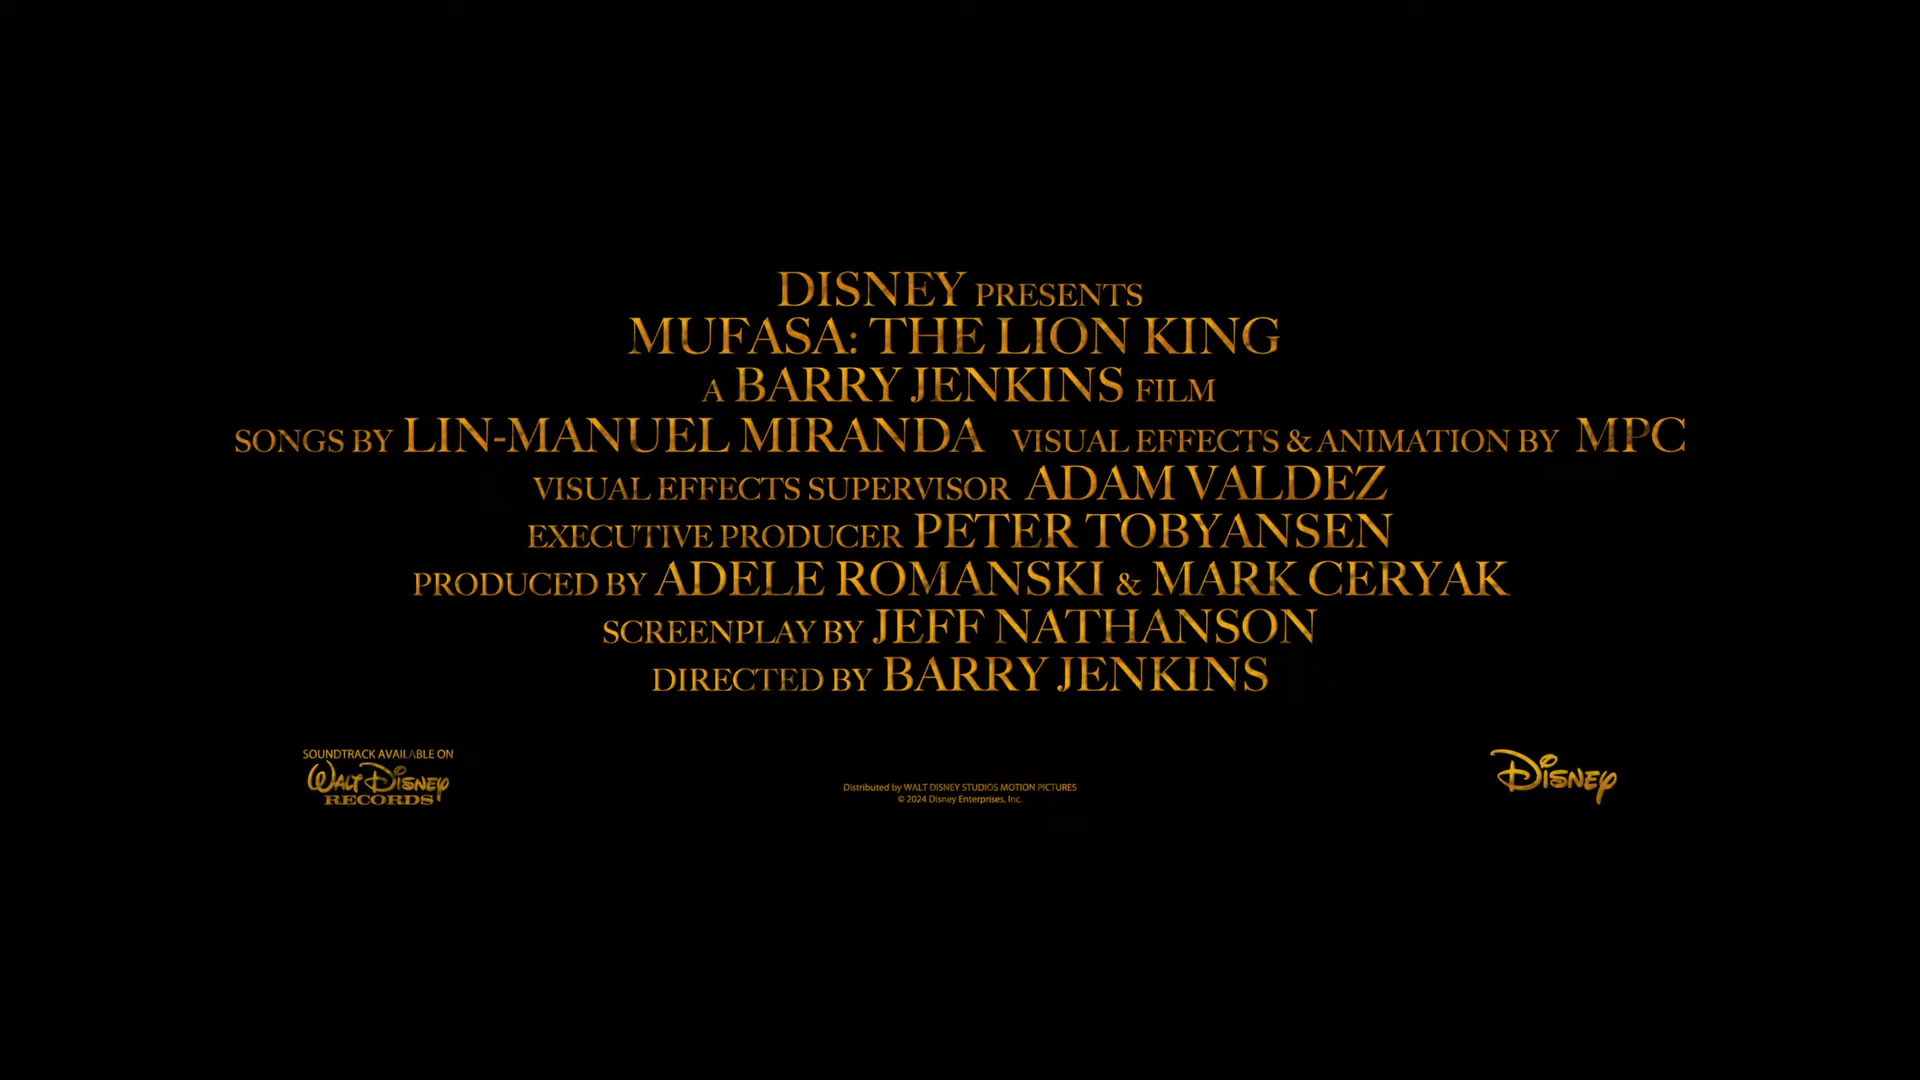 DISNEY PRESENTS
MUFASA: THE LION KING
A BARRY JENKINS FILM
SONGS BY LIN-MANUEL MIRANDA VISUAL EFFECTS & ANIMATION BY MPC
VISUAL EFFECTS SUPERVISOR ADAM VALDEZ
EXECUTIVE PRODUCER PETER TOBYANSEN
PRODUCED BY ADELE ROMANSKI & MARK CERYAK
SCREENPLAY BY JEFF NATHANSON
DIRECTED BY BARRY JENKINS
SOUNDTRACK AVAILABLE ON
WALT DISNEY
RECORDS
Distributed by WALT DISNEY STUDIOS MOTION PICTURES
© 2024 Disney Enterprises, Inc.
DISNEY